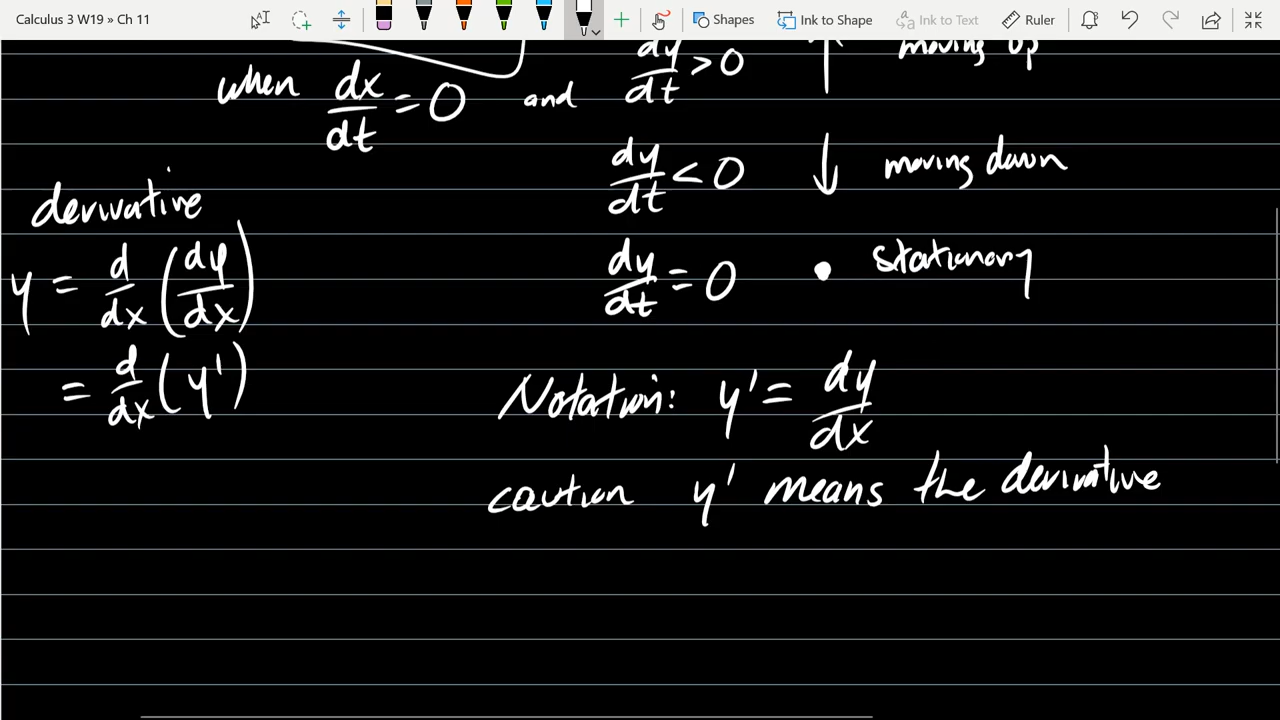 Calculus 3 W19 » Ch 11
Shapes
Ink to Shape
Ink to Text
Ruler
when dx/dt = 0 and dy/dt > 0 ↑ moving up
dy/dt < 0 ↓ moving down
derivative
y = d/dx (dy/dx)
dy/dt = 0 • stationary
= d/dx (y')
Notation: y' = dy/dx
caution y' means the derivative